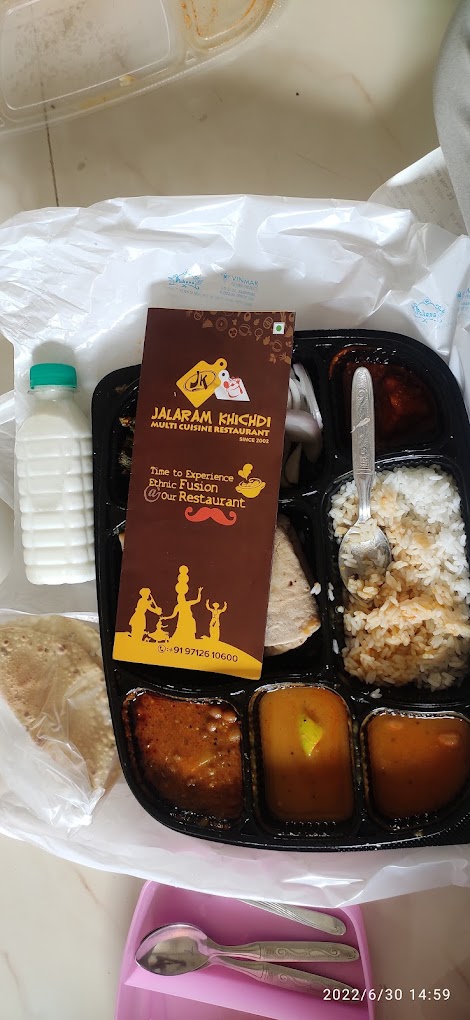 VINMAR
JK
JALARAM KHICHDI
MULTI CUISINE RESTAURANT
SINCE 2002
Time to Experience
Ethnic Fusion
@ Our Restaurant
+91 97126 10600
2022/6/30 14:59